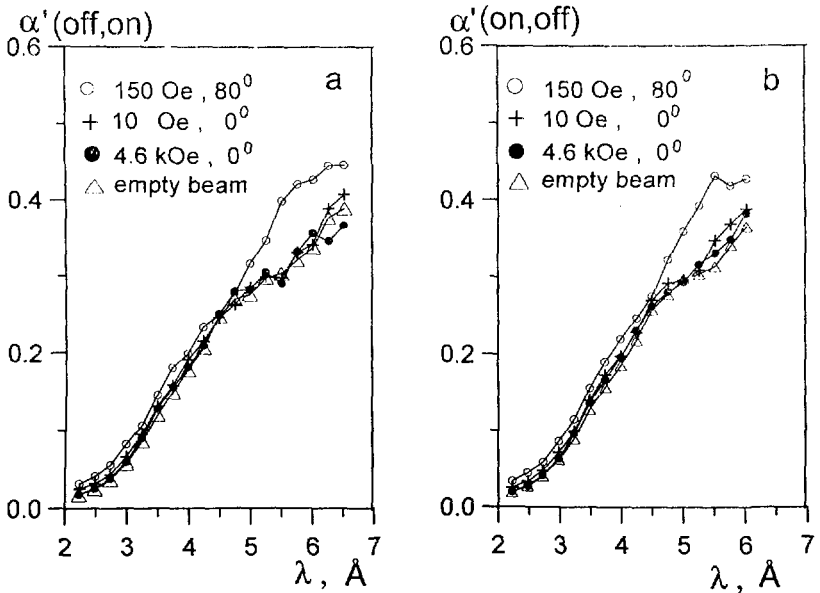 α'(off,on)
0.6
0.4
0.2
0.0
a
150 Oe , 80⁰
10 Oe , 0⁰
4.6 kOe , 0⁰
empty beam
2 3 4 5 6 7
λ , Å
α'(on,off)
0.6
0.4
0.2
0.0
b
150 Oe , 80⁰
10 Oe , 0⁰
4.6 kOe , 0⁰
empty beam
2 3 4 5 6 7
λ , Å